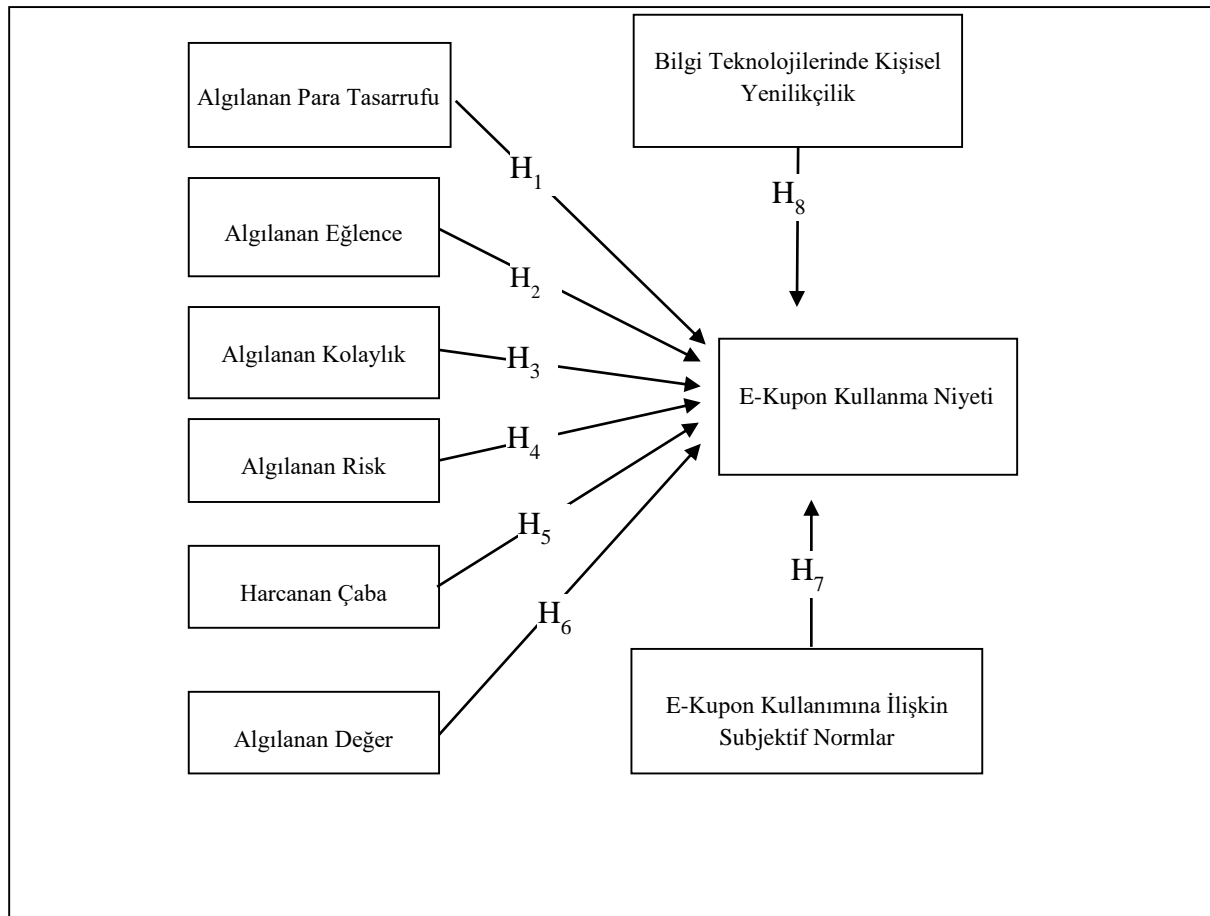 Bilgi Teknolojilerinde Kişisel
Yenilikçilik
Algılanan Para Tasarrufu
H1
H8
Algılanan Eğlence
H2
Algılanan Kolaylık
H3
E-Kupon Kullanma Niyeti
Algılanan Risk
H4
H5
Harcanan Çaba
H7
H6
E-Kupon Kullanımına İlişkin
Subjektif Normlar
Algılanan Değer